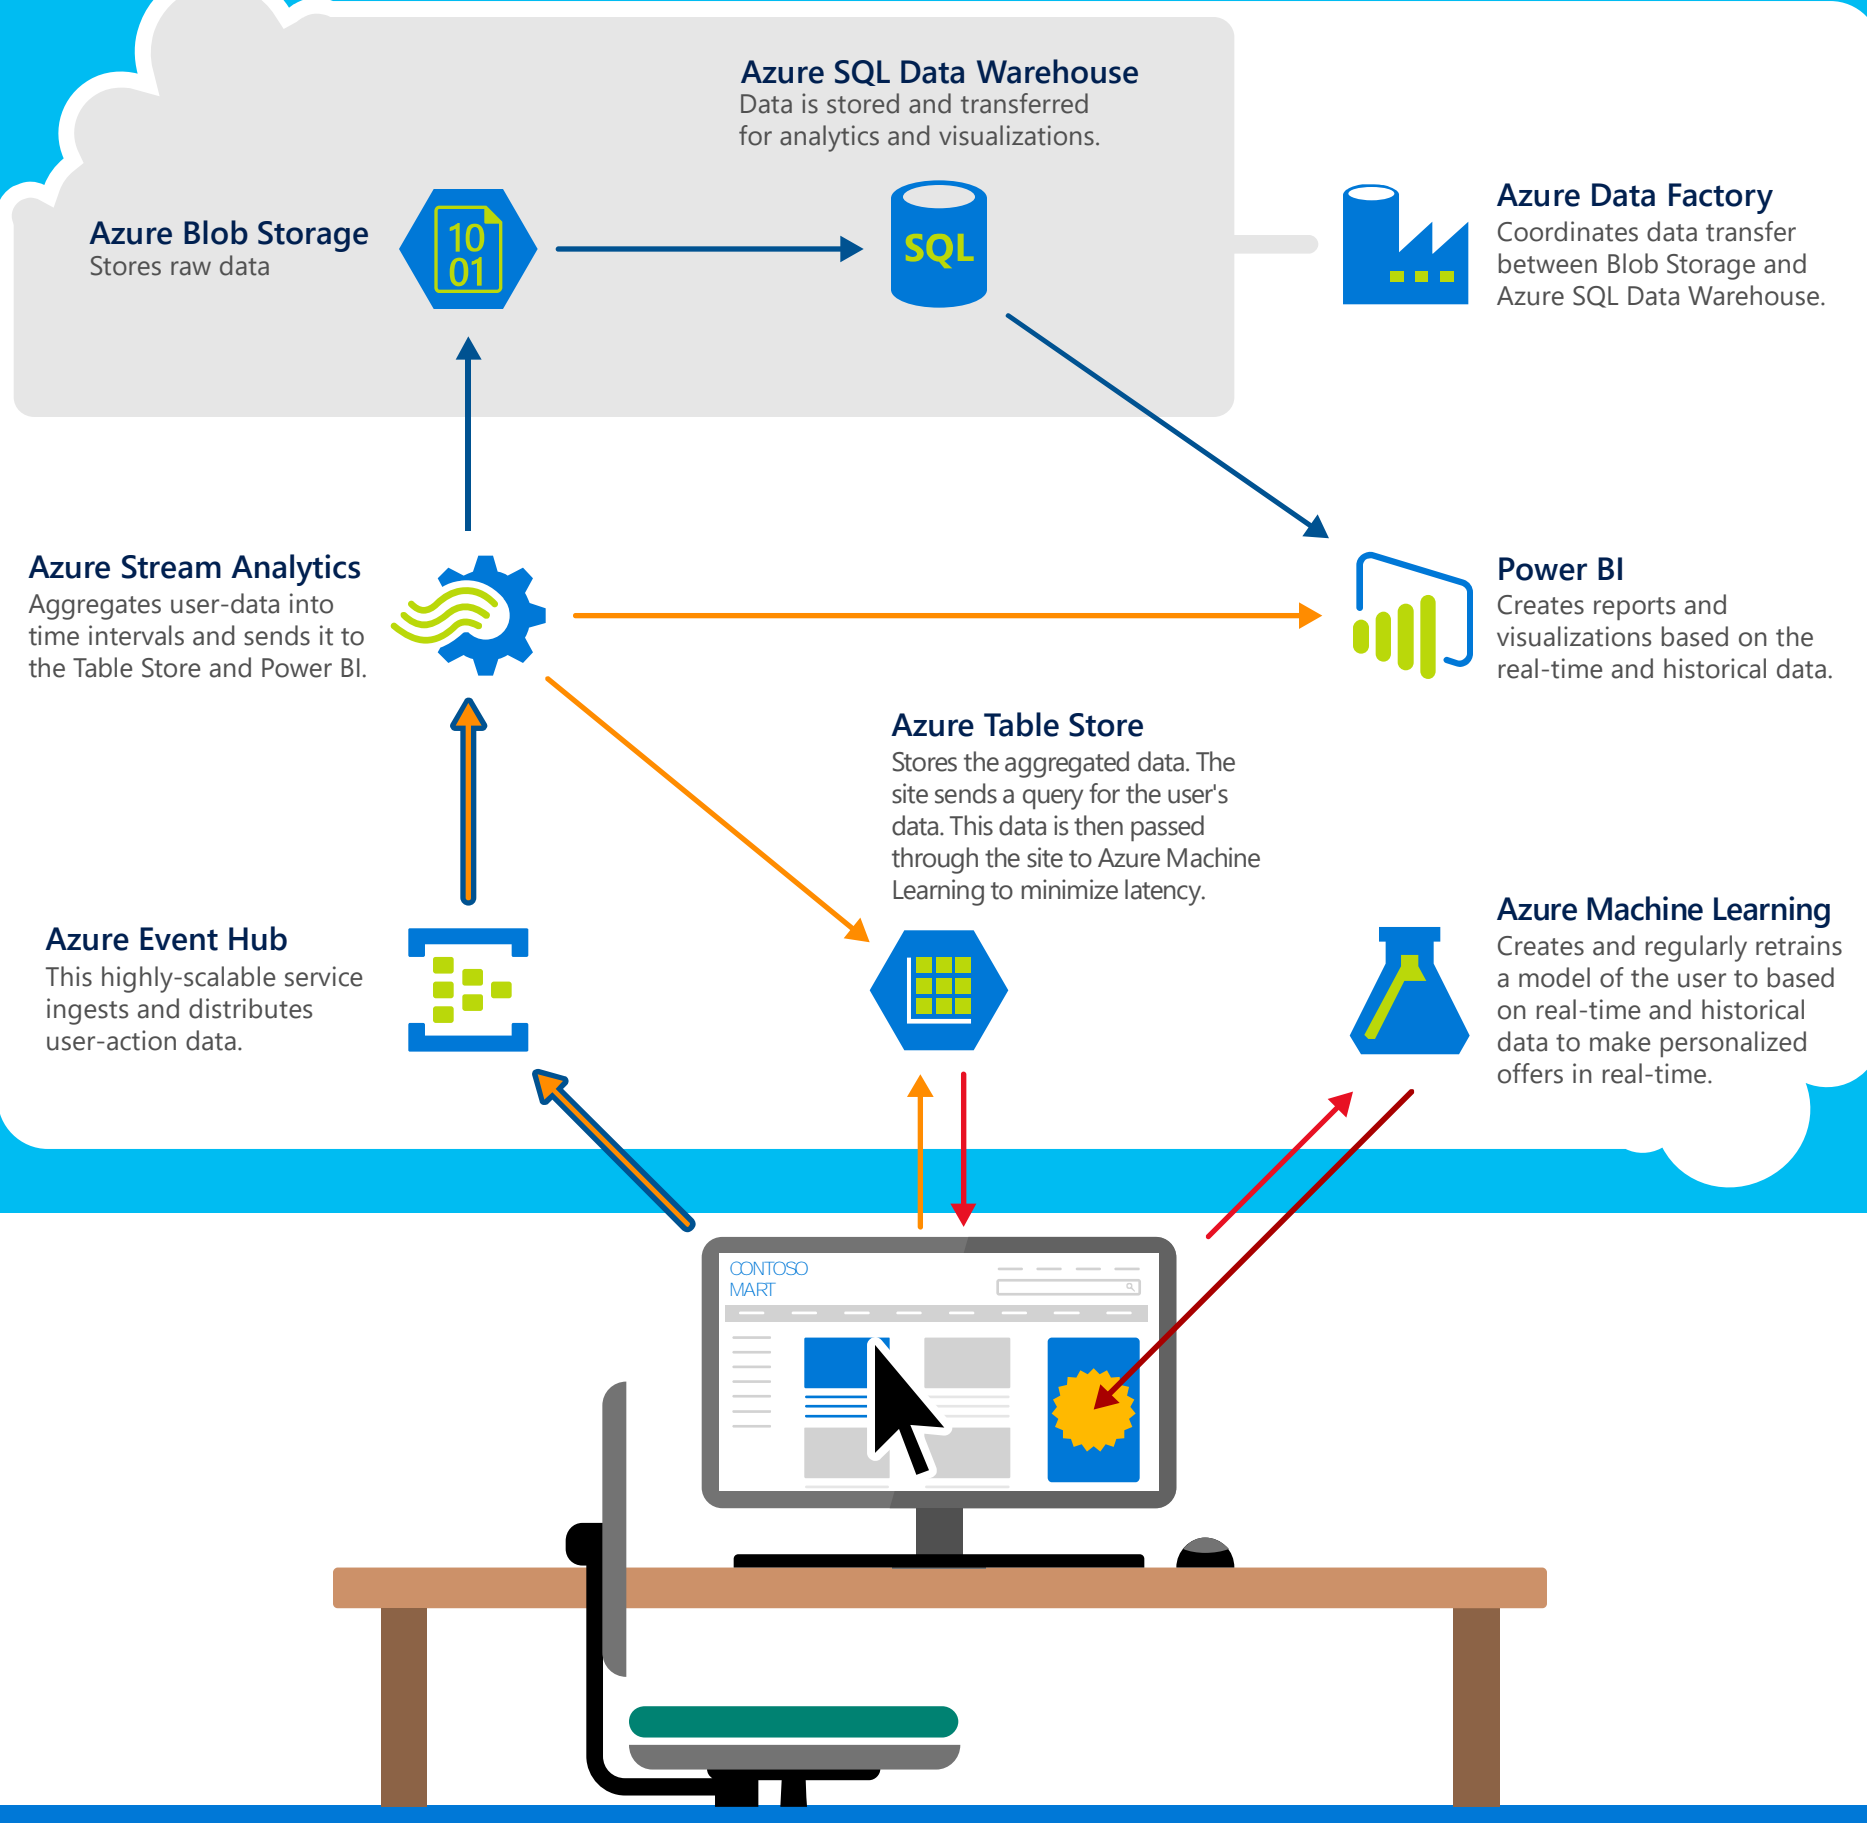 Azure SQL Data Warehouse
Data is stored and transferred
for analytics and visualizations.
Azure Blob Storage
Stores raw data
10
01
SQL
Azure Data Factory
Coordinates data transfer
between Blob Storage and
Azure SQL Data Warehouse.
Azure Stream Analytics
Aggregates user-data into
time intervals and sends it to
the Table Store and Power BI.
Power BI
Creates reports and
visualizations based on the
real-time and historical data.
Azure Table Store
Stores the aggregated data. The
site sends a query for the user's
data. This data is then passed
through the site to Azure Machine
Learning to minimize latency.
Azure Event Hub
This highly-scalable service
ingests and distributes
user-action data.
Azure Machine Learning
Creates and regularly retrains
a model of the user to based
on real-time and historical
data to make personalized
offers in real-time.
CONTOSO
MART